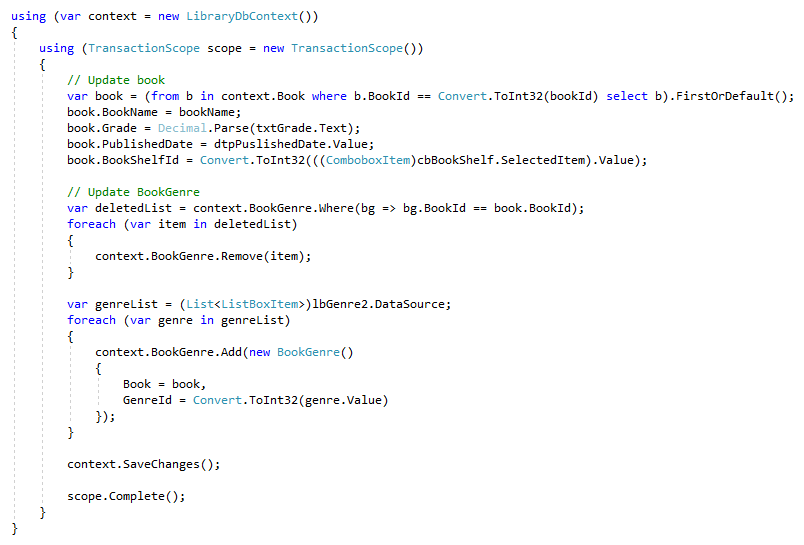 using (var context = new LibraryDbContext())
{
    using (TransactionScope scope = new TransactionScope())
    {
        // Update book
        var book = (from b in context.Book where b.BookId == Convert.ToInt32(bookId) select b).FirstOrDefault();
        book.BookName = bookName;
        book.Grade = Decimal.Parse(txtGrade.Text);
        book.PublishedDate = dtpPuslishedDate.Value;
        book.BookShelfId = Convert.ToInt32(((ComboboxItem)cbBookShelf.SelectedItem).Value);

        // Update BookGenre
        var deletedList = context.BookGenre.Where(bg => bg.BookId == book.BookId);
        foreach (var item in deletedList)
        {
            context.BookGenre.Remove(item);
        }

        var genreList = (List<ListBoxItem>)lbGenre2.DataSource;
        foreach (var genre in genreList)
        {
            context.BookGenre.Add(new BookGenre()
            {
                Book = book,
                GenreId = Convert.ToInt32(genre.Value)
            });
        }

        context.SaveChanges();

        scope.Complete();
    }
}